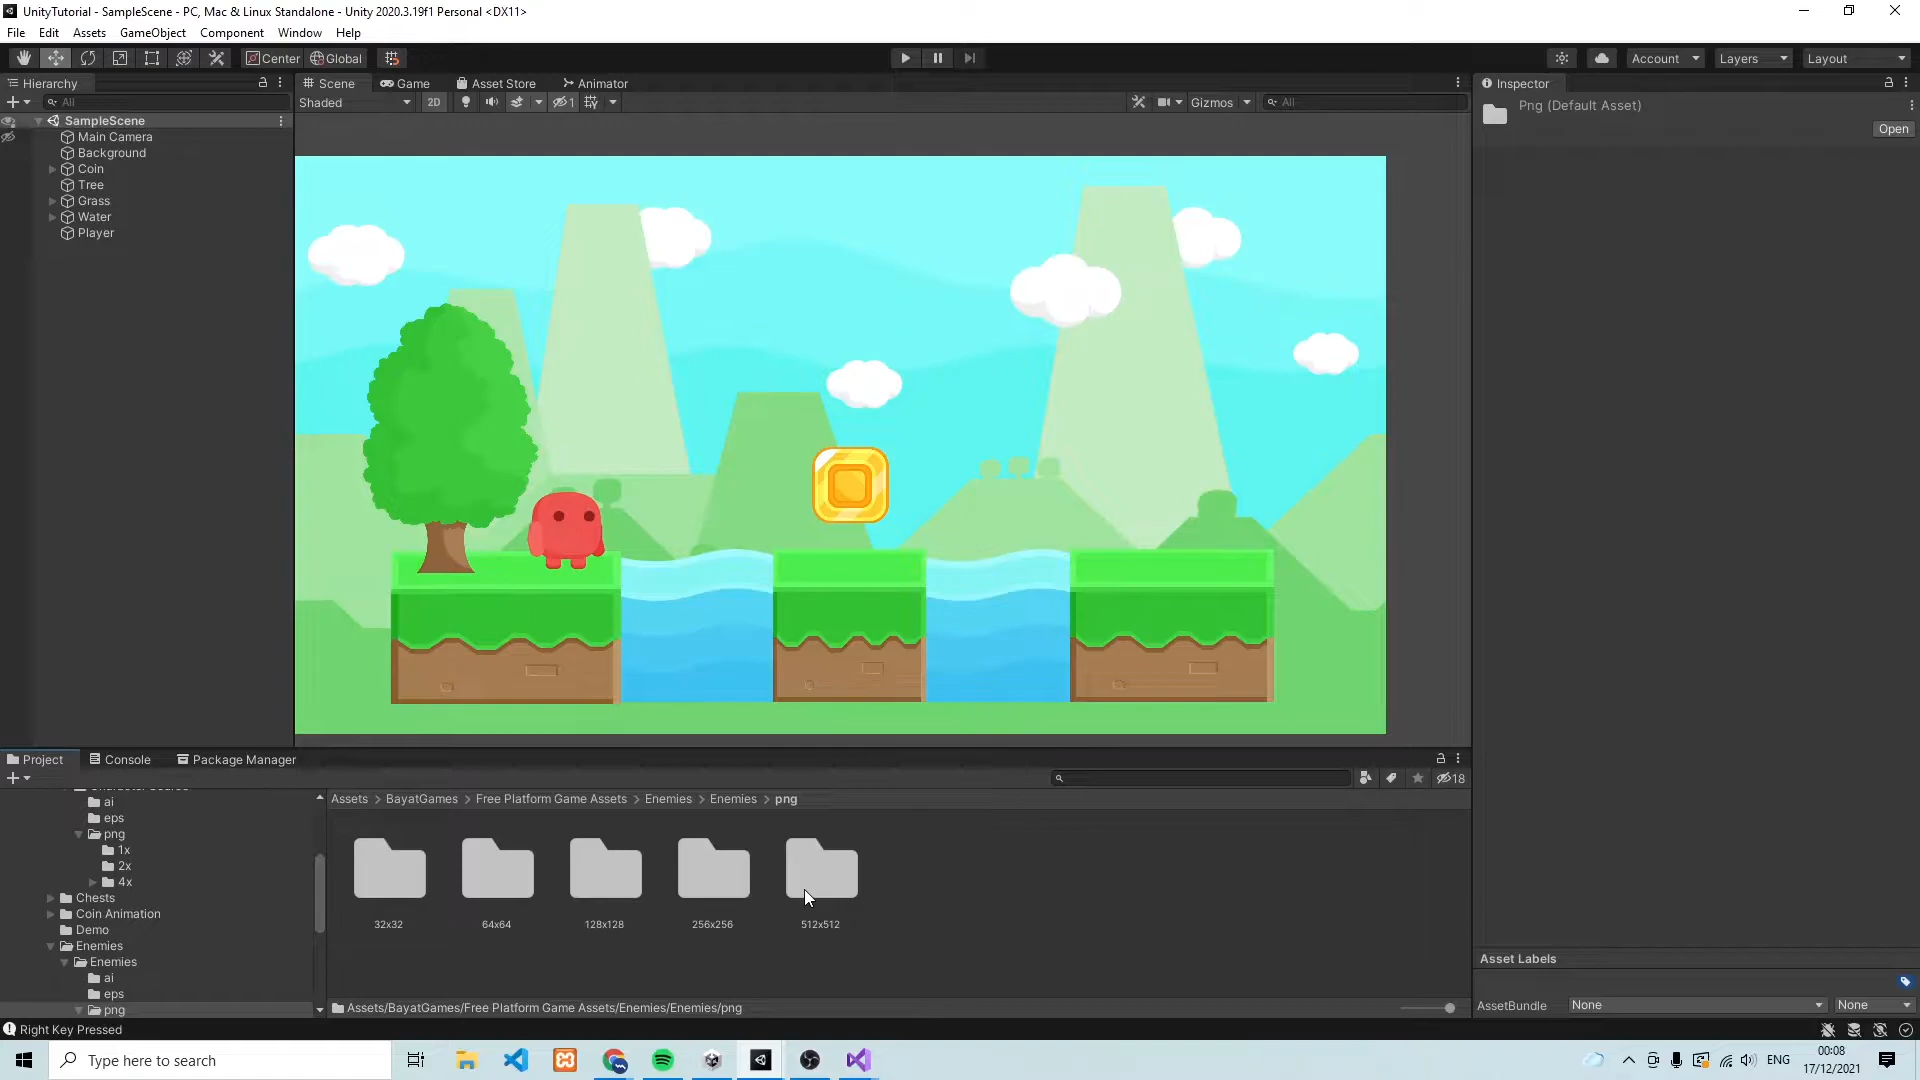 UnityTutorial - SampleScene - PC, Mac & Linux Standalone - Unity 2020.3.19f1 Personal <DX11>
File Edit Assets GameObject Component Window Help
Center Global Account Layers Layout
Hierarchy
All
SampleScene
Main Camera
Background
Coin
Tree
Grass
Water
Player
Scene Game Asset Store Animator
Shaded 2D 1 Gizmos All
Inspector
Png (Default Asset)
Open
Project Console Package Manager
18
ai
eps
png
1x
2x
4x
Chests
Coin Animation
Demo
Enemies
Enemies
ai
eps
png
Assets > BayatGames > Free Platform Game Assets > Enemies > Enemies > png
32x32 64x64 128x128 256x256 512x512
Assets/BayatGames/Free Platform Game Assets/Enemies/Enemies/png
Asset Labels
AssetBundle None None
Right Key Pressed
Type here to search
ENG
00:08
17/12/2021